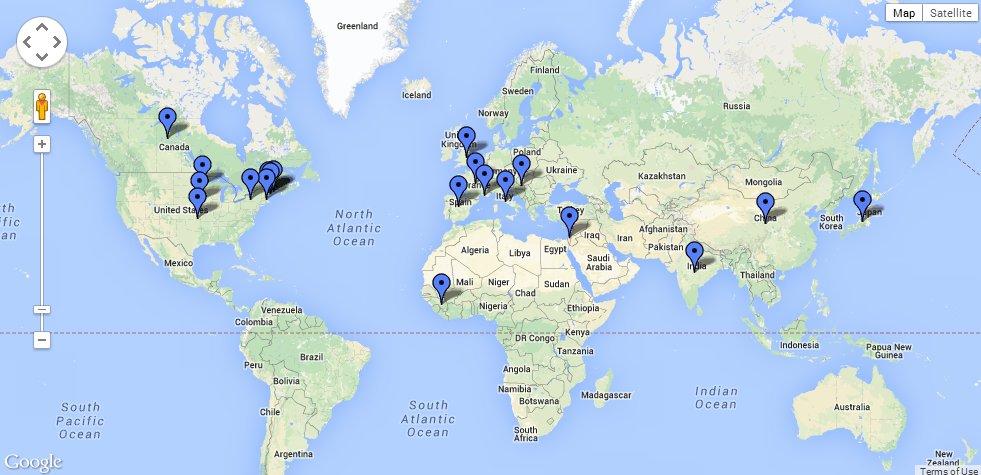 Map
Satellite
Greenland
Iceland
Finland
Sweden
Norway
Russia
United
Kingdom
Canada
Poland
Ukraine
Kazakhstan
Mongolia
Spain
Italy
United States
North
Atlantic
Ocean
China
South
Korea
Japan
Iraq
Iran
Afghanistan
Pakistan
Algeria
Libya
Egypt
Saudi
Arabia
India
Thailand
Mexico
Mali
Niger
Chad
Sudan
Nigeria
Ethiopia
Venezuela
Colombia
DR Congo
Kenya
Tanzania
Indonesia
Papua New
Guinea
Peru
Brazil
Bolivia
Angola
Namibia
Botswana
Madagascar
Indian
Ocean
Australia
South
Pacific
Ocean
Chile
South
Atlantic
Ocean
South
Africa
Argentina
New
Zealand
Google
Terms of Use